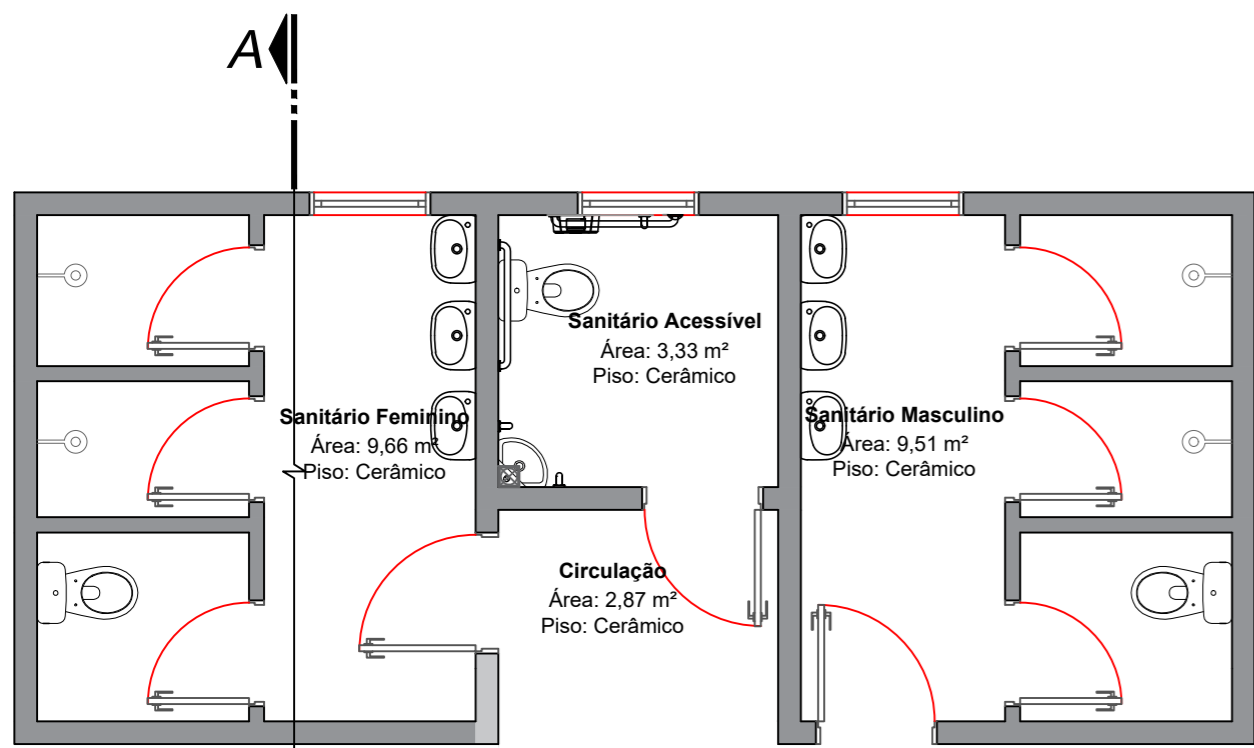 A
Sanitário Acessível
Área: 3,33 m²
Piso: Cerâmico
Sanitário Feminino
Área: 9,66 m²
Piso: Cerâmico
Sanitário Masculino
Área: 9,51 m²
Piso: Cerâmico
Circulação
Área: 2,87 m²
Piso: Cerâmico